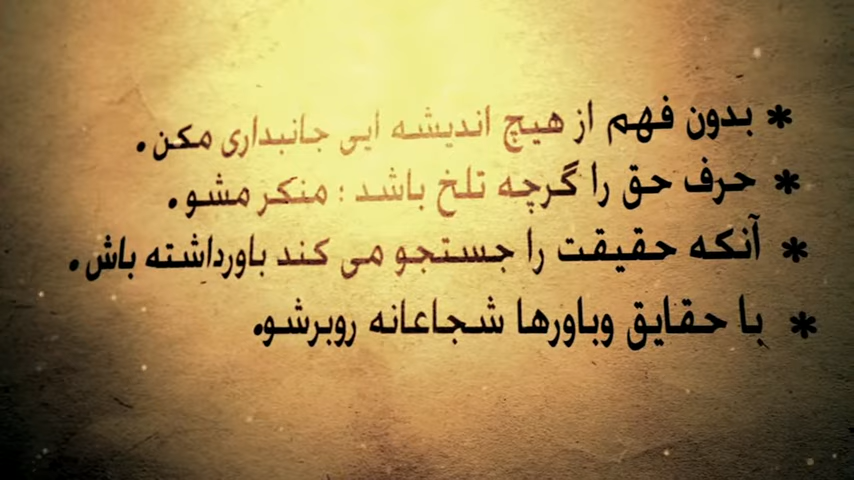 * بدون فهم از هیچ اندیشه ایی جانبداری مکن.
* حرف حق را گرچه تلخ باشد ؛ منکر مشو.
* آنکه حقیقت را جستجو می کند باورداشته باش.
* با حقایق وباورها شجاعانه روبرشو.